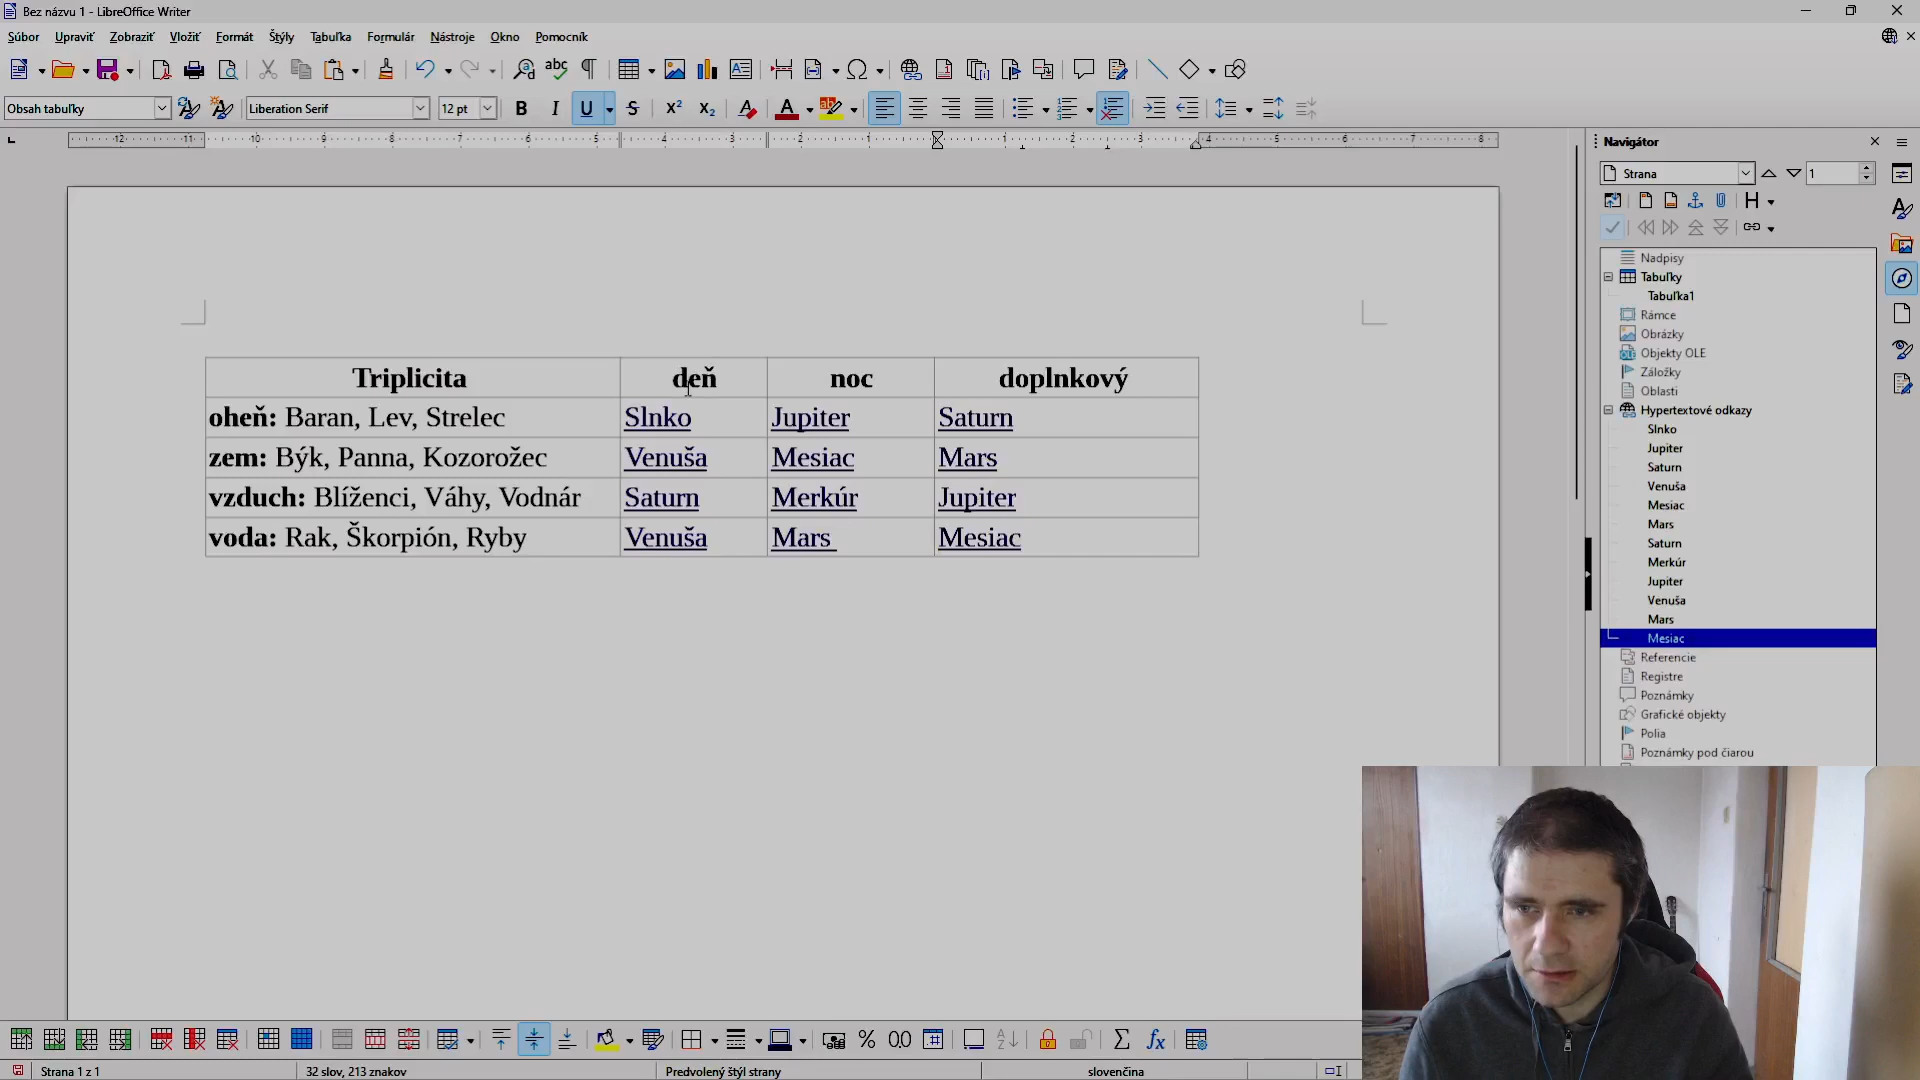 Bez názvu 1 - LibreOffice Writer
Súbor Upraviť Zobraziť Vložiť Formát Štýly Tabuľka Formulár Nástroje Okno Pomocník
Obsah tabuľky Liberation Serif 12 pt
Navigátor
Strana 1
Nadpisy
Tabuľky
Tabuľka1
Rámce
Obrázky
Objekty OLE
Záložky
Oblasti
Hypertextové odkazy
Slnko
Jupiter
Saturn
Venuša
Mesiac
Mars
Saturn
Merkúr
Jupiter
Venuša
Mars
Mesiac
Referencie
Registre
Poznámky
Grafické objekty
Polia
Poznámky pod čiarou
Triplicita deň noc doplnkový
oheň: Baran, Lev, Strelec Slnko Jupiter Saturn
zem: Býk, Panna, Kozorožec Venuša Mesiac Mars
vzduch: Blíženci, Váhy, Vodnár Saturn Merkúr Jupiter
voda: Rak, Škorpión, Ryby Venuša Mars Mesiac
Strana 1 z 1 32 slov, 213 znakov Predvolený štýl strany slovenčina